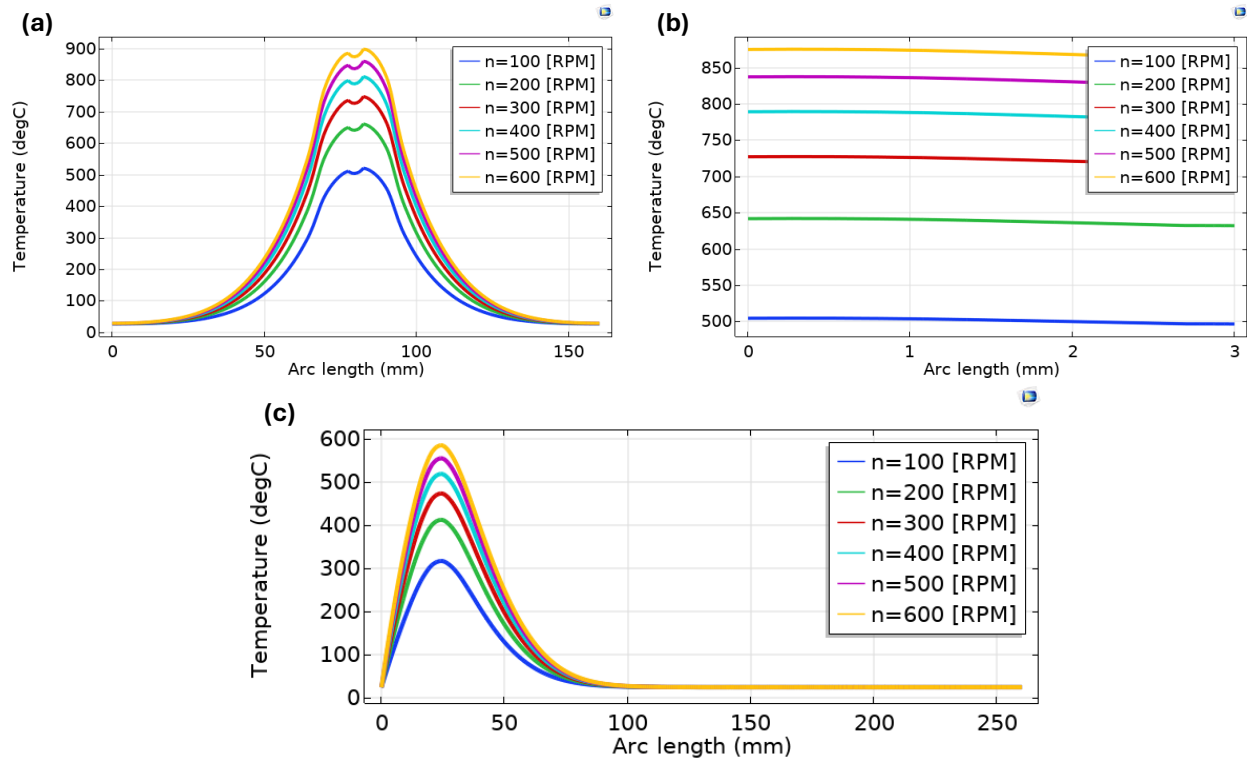 (a)
900
800
700
600
500
400
300
200
100
0
Temperature (degC)
0
50
100
150
Arc length (mm)
n=100 [RPM]
n=200 [RPM]
n=300 [RPM]
n=400 [RPM]
n=500 [RPM]
n=600 [RPM]
(b)
850
800
750
700
650
600
550
500
Temperature (degC)
0
1
2
3
Arc length (mm)
n=100 [RPM]
n=200 [RPM]
n=300 [RPM]
n=400 [RPM]
n=500 [RPM]
n=600 [RPM]
(c)
600
500
400
300
200
100
0
Temperature (degC)
0
50
100
150
200
250
Arc length (mm)
n=100 [RPM]
n=200 [RPM]
n=300 [RPM]
n=400 [RPM]
n=500 [RPM]
n=600 [RPM]